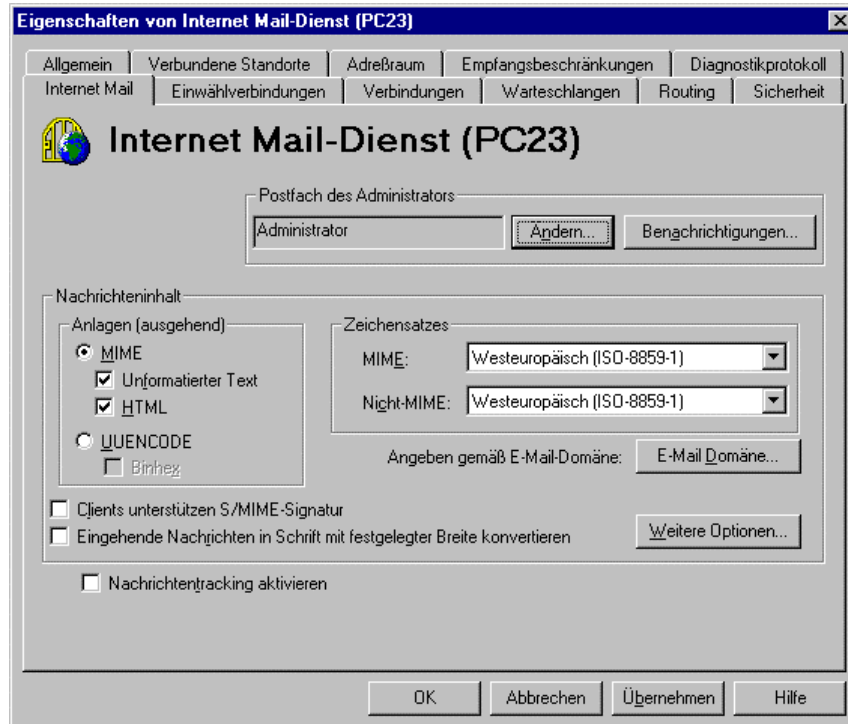 Eigenschaften von Internet Mail-Dienst (PC23)
Allgemein Verbundene Standorte Adreßraum Empfangsbeschränkungen Diagnostikprotokoll
Internet Mail Einwählverbindungen Verbindungen Warteschlangen Routing Sicherheit
Internet Mail-Dienst (PC23)
Postfach des Administrators
Administrator Ändern... Benachrichtigungen...
Nachrichteninhalt
Anlagen (ausgehend)
MIME
Unformatierter Text
HTML
UUENCODE
Binhex
Zeichensatzes
MIME: Westeuropäisch (ISO-8859-1)
Nicht-MIME: Westeuropäisch (ISO-8859-1)
Angeben gemäß E-Mail-Domäne: E-Mail Domäne...
Clients unterstützen S/MIME-Signatur
Eingehende Nachrichten in Schrift mit festgelegter Breite konvertieren
Weitere Optionen...
Nachrichtentracking aktivieren
OK Abbrechen Übernehmen Hilfe